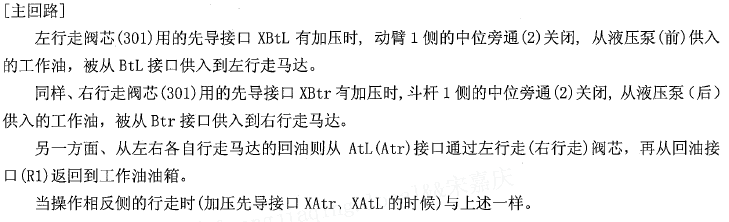 [主回路]
左行走阀芯(301)用的先导接口 XBtL 有加压时, 动臂 1 侧的中位旁通(2)关闭, 从液压泵(前)供入
的工作油, 被从 BtL 接口供入到左行走马达。
同样、右行走阀芯(301)用的先导接口 XBtr 有加压时, 斗杆 1 侧的中位旁通(2)关闭, 从液压泵（后）
供入的工作油, 被从 Btr 接口供入到右行走马达。
另一方面、从左右各自行走马达的回油则从 AtL(Atr)接口通过左行走(右行走)阀芯, 再从回油接
口(R1)返回到工作油油箱。
当操作相反侧的行走时(加压先导接口 XAtr、XAtL 的时候)与上述一样。